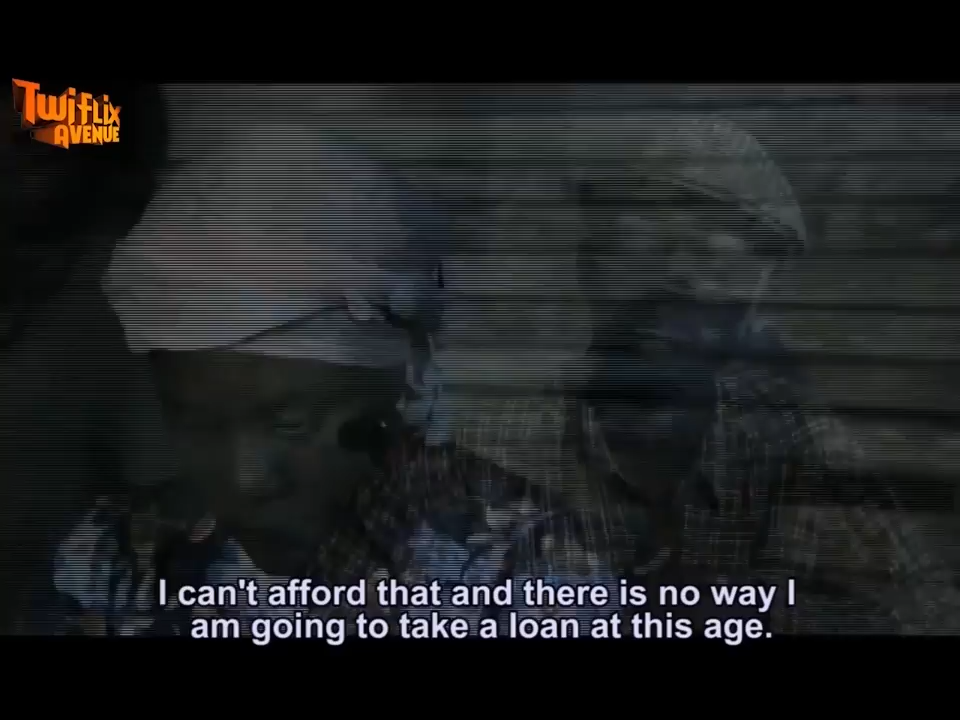 TWIFLIX
AVENUE
I can't afford that and there is no way I
am going to take a loan at this age.